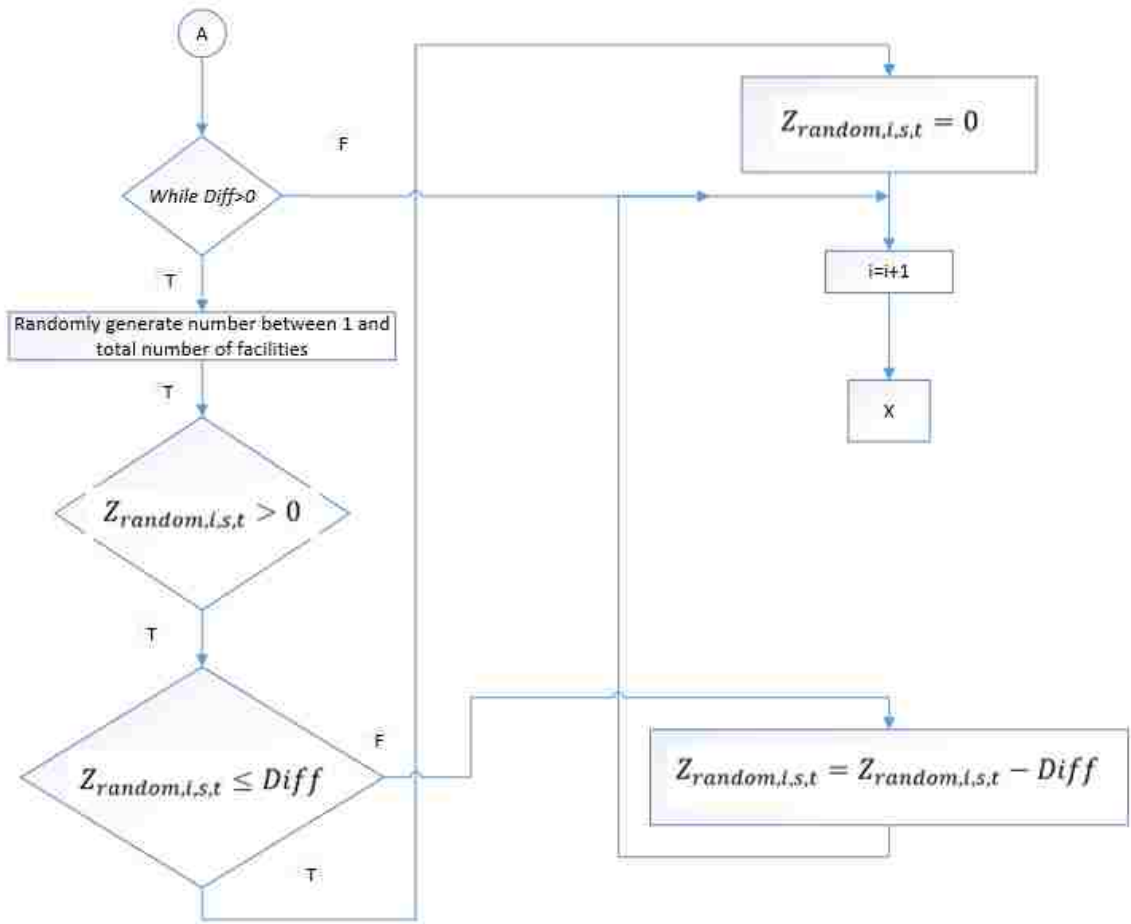 A
While Diff>0
F
T
Randomly generate number between 1 and
total number of facilities
T
Z_{random,i,s,t} > 0
T
Z_{random,i,s,t} ≤ Diff
F
T
Z_{random,i,s,t} = 0
i=i+1
X
Z_{random,i,s,t} = Z_{random,i,s,t} − Diff